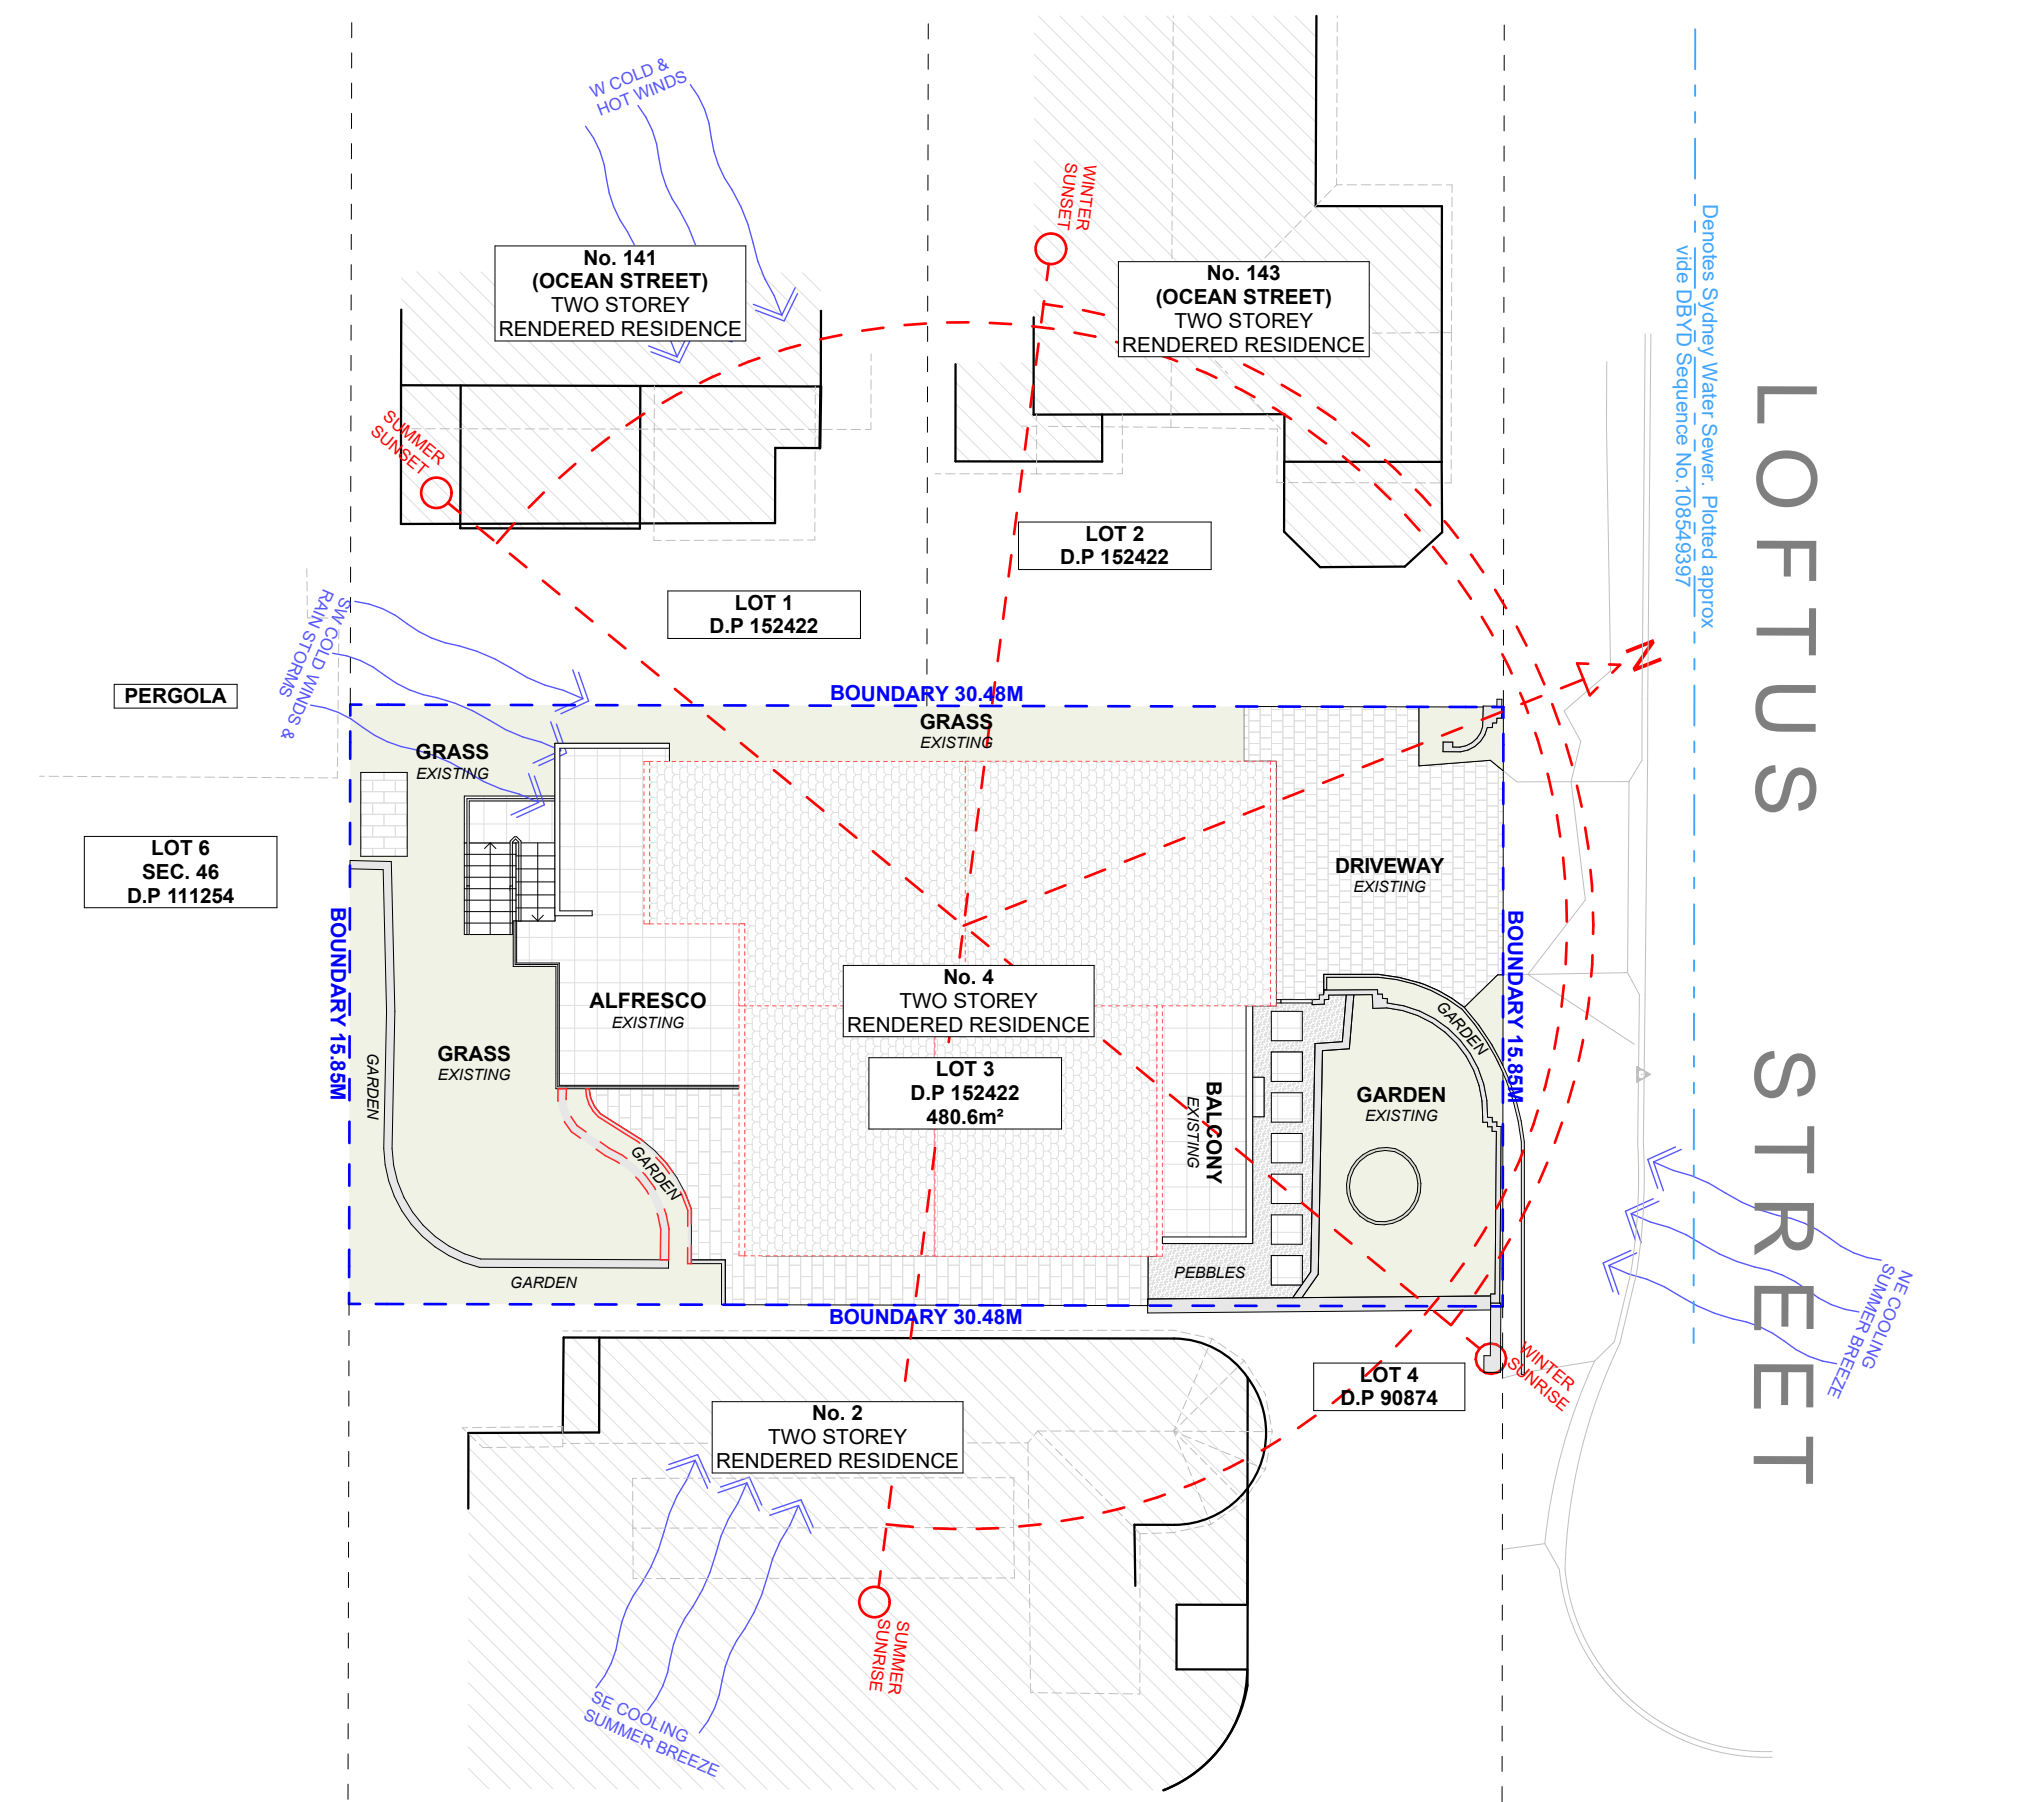 W COLD &
HOT WINDS
WINTER
SUNSET
No. 141
(OCEAN STREET)
TWO STOREY
RENDERED RESIDENCE
No. 143
(OCEAN STREET)
TWO STOREY
RENDERED RESIDENCE
Denotes Sydney Water Sewer. Plotted approx
vide DBYD Sequence No.108549397
LOFTUS STREET
SUMMER
SUNSET
LOT 2
D.P 152422
LOT 1
D.P 152422
SW COLD WINDS &
RAIN STORMS
N
PERGOLA
BOUNDARY 30.48M
GRASS
EXISTING
GRASS
EXISTING
LOT 6
SEC. 46
D.P 111254
DRIVEWAY
EXISTING
BOUNDARY 15.85M
BOUNDARY 15.85M
No. 4
TWO STOREY
RENDERED RESIDENCE
ALFRESCO
EXISTING
GARDEN
GRASS
EXISTING
GARDEN
LOT 3
D.P 152422
480.6m²
BALCONY
EXISTING
GARDEN
EXISTING
GARDEN
PEBBLES
GARDEN
BOUNDARY 30.48M
NE COOLING
SUMMER BREEZE
WINTER
SUNRISE
LOT 4
D.P 90874
No. 2
TWO STOREY
RENDERED RESIDENCE
SUMMER
SUNRISE
SE COOLING
SUMMER BREEZE